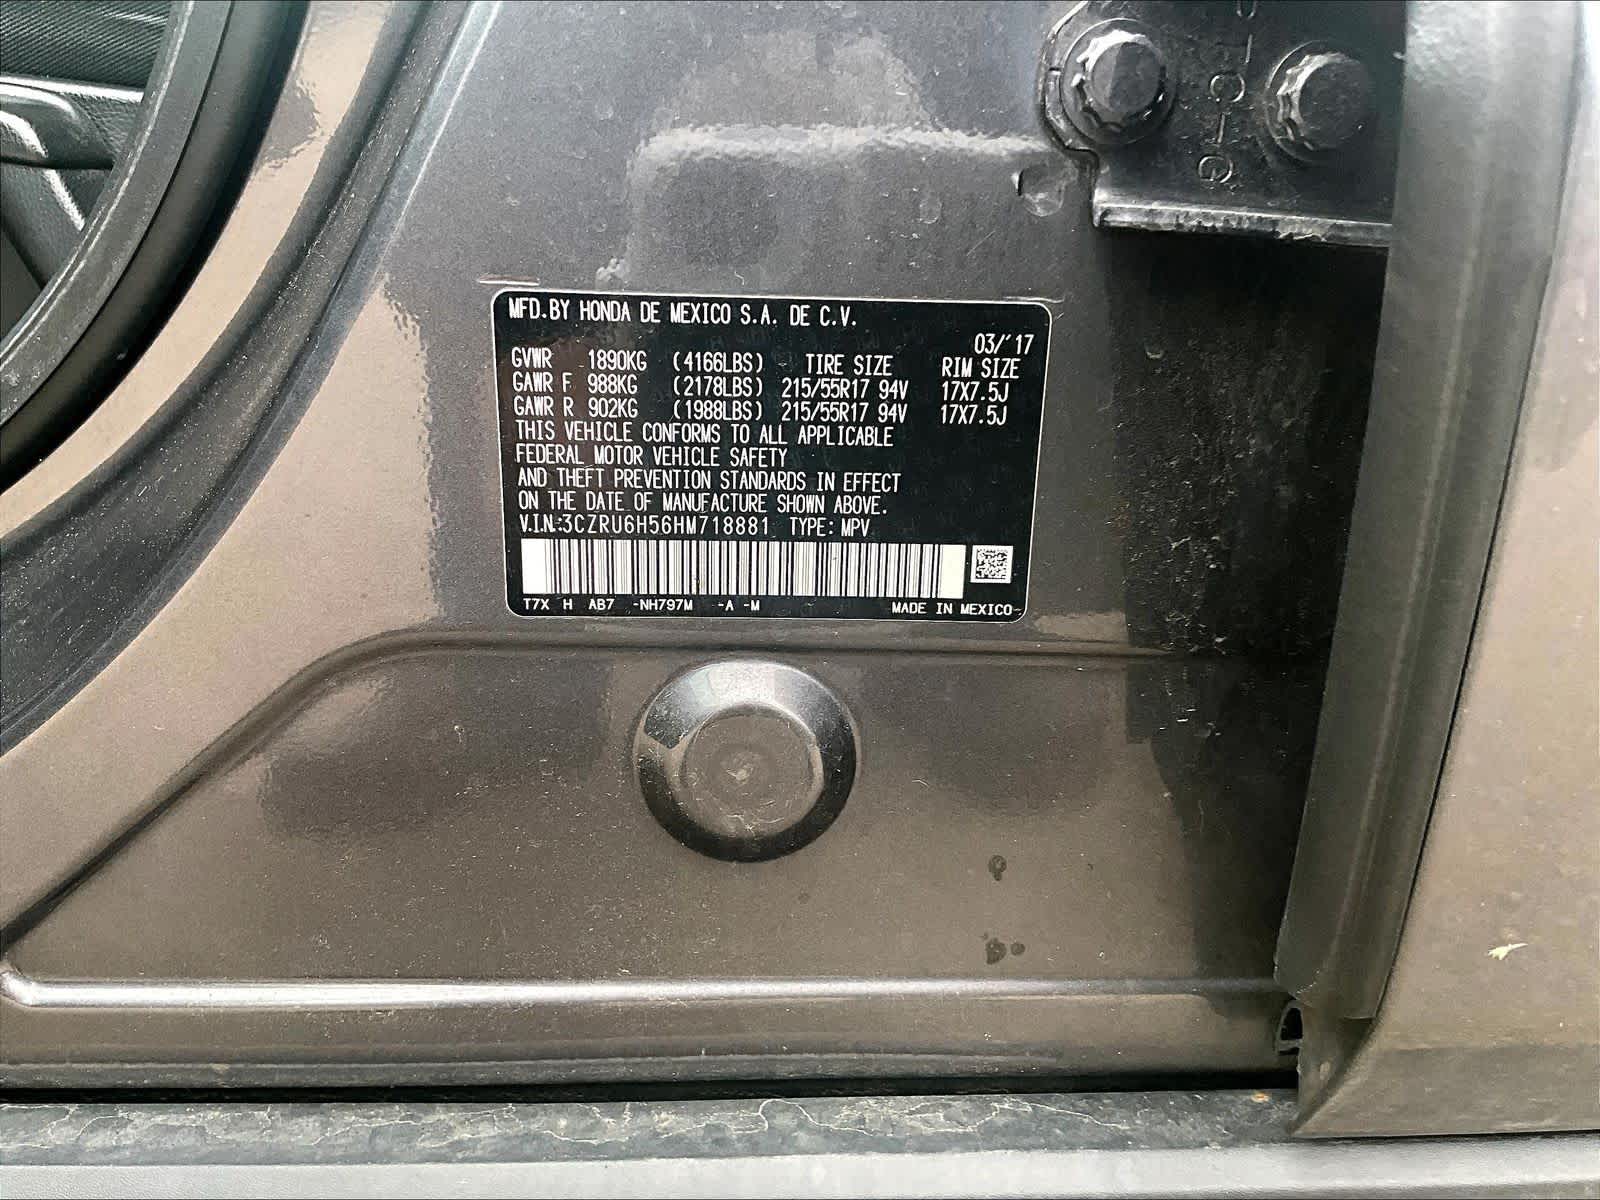 >TC-G
MFD.BY HONDA DE MEXICO S.A. DE C.V.
03/'17
GVWR 1890KG (4166LBS) TIRE SIZE RIM SIZE
GAWR F 988KG (2178LBS) 215/55R17 94V 17X7.5J
GAWR R 902KG (1988LBS) 215/55R17 94V 17X7.5J
THIS VEHICLE CONFORMS TO ALL APPLICABLE
FEDERAL MOTOR VEHICLE SAFETY
AND THEFT PREVENTION STANDARDS IN EFFECT
ON THE DATE OF MANUFACTURE SHOWN ABOVE.
V.I.N.:3CZRU6H56HM718881 TYPE: MPV
T7X H AB7 -NH797M -A -M MADE IN MEXICO